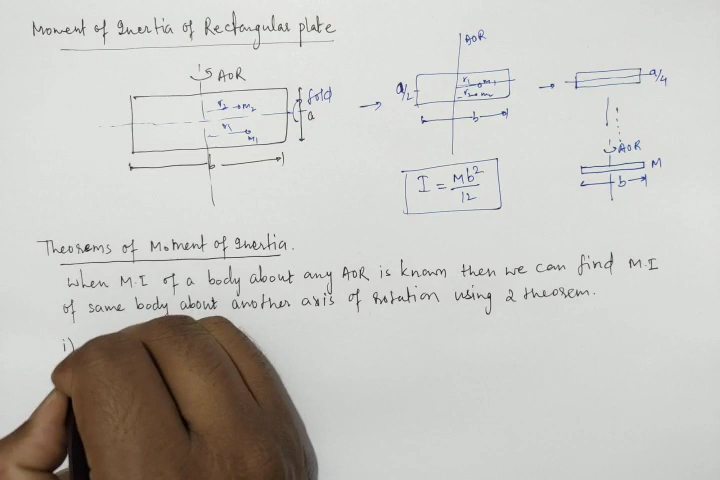 Moment of Inertia of Rectangular plate
AOR
r2 m2
r1
m1
fold
a
b
AOR
a/2
r1 m1
r2 m2
b
I = Mb²/12
a/4
AOR
M
b
Theorems of Moment of Inertia.
When M.I of a body about any AOR is known then we can find M.I
of same body about another axis of rotation using 2 theorem.
i)